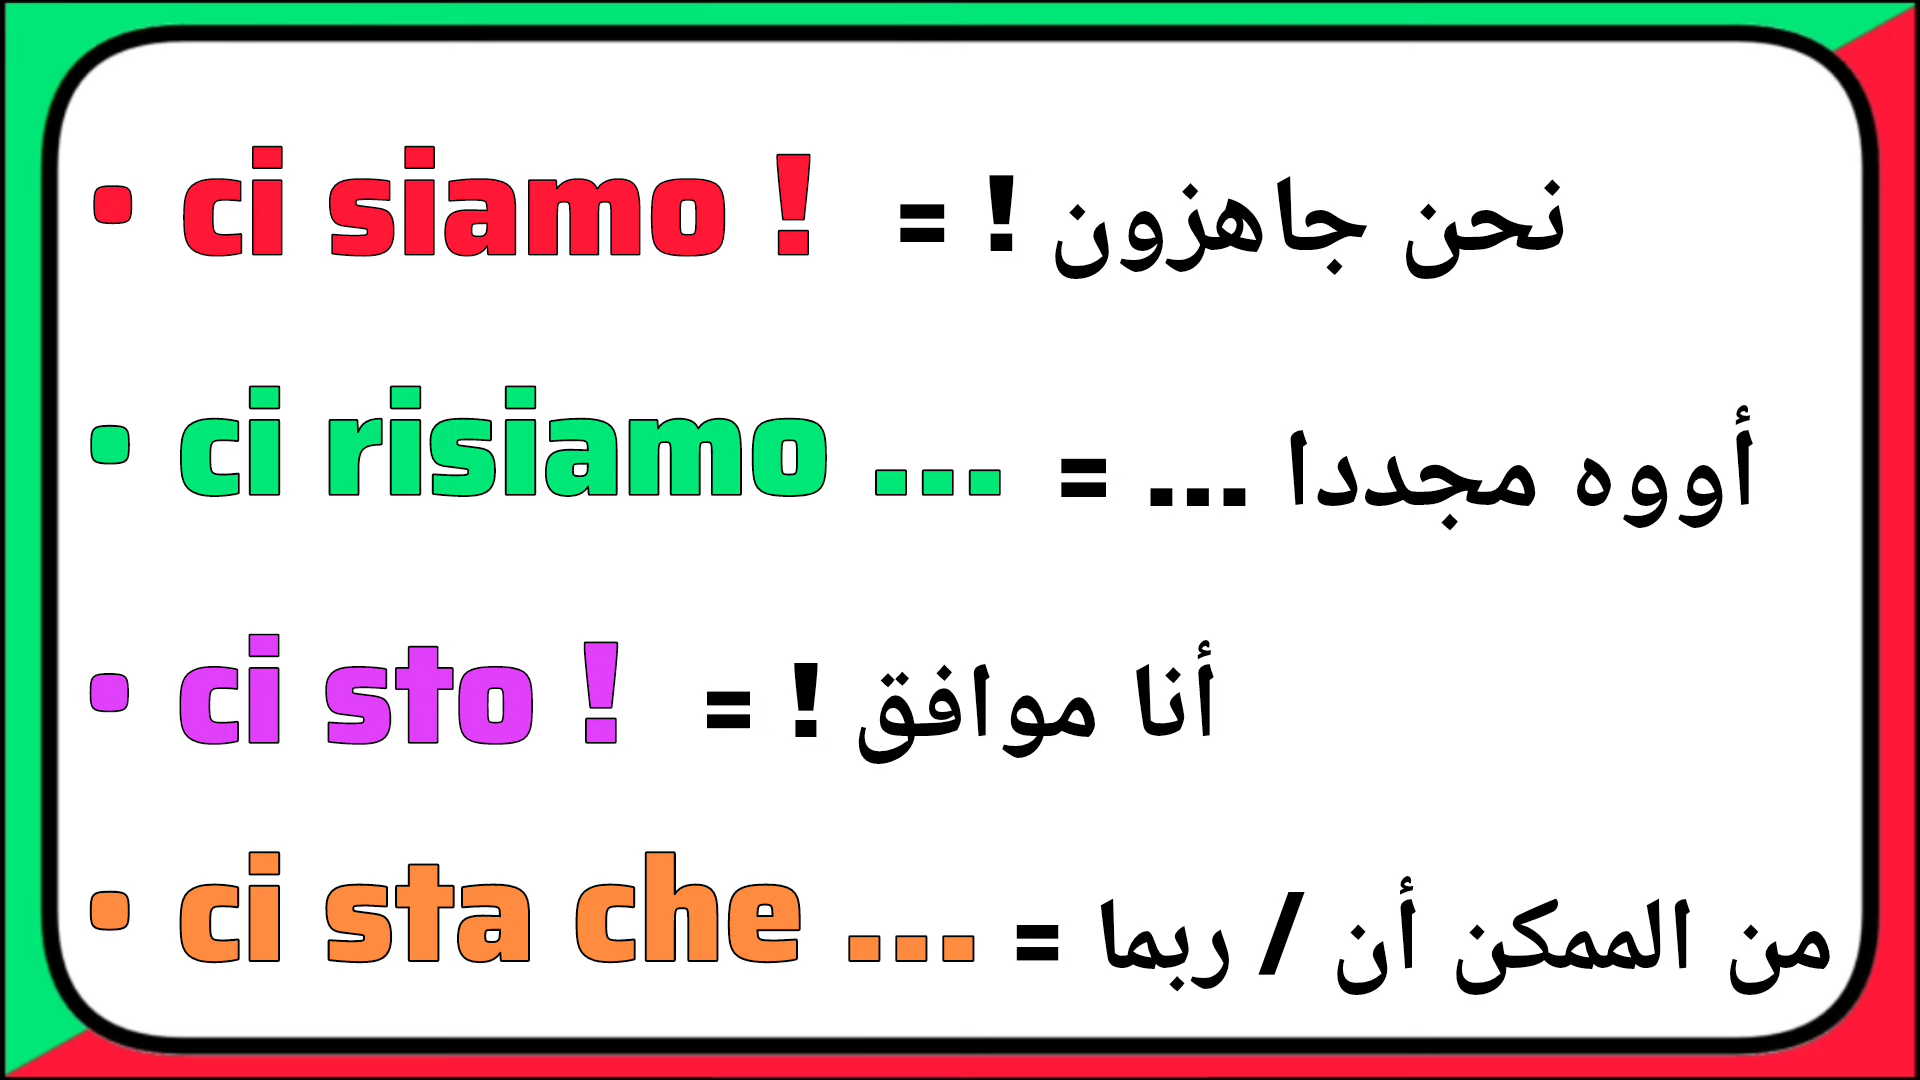 • ci siamo ! = نحن جاهزون !
• ci risiamo ... = أووه مجددا ...
• ci sto ! = أنا موافق !
• ci sta che ... = من الممكن أن / ربما